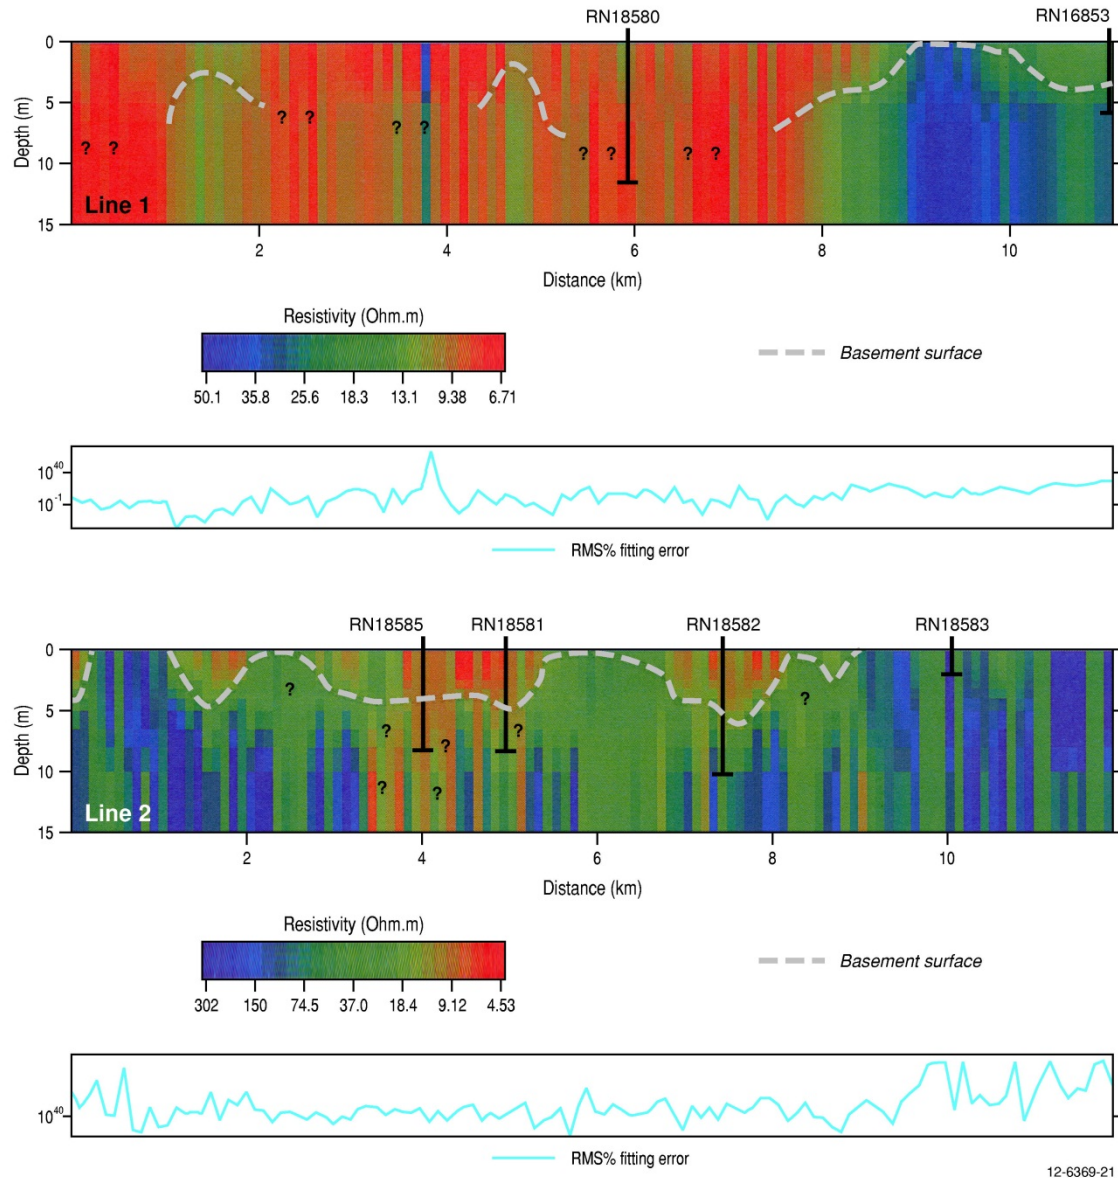 RN18580 RN16853
0
5
10
15
Depth (m)
? ? ? ? ? ? ? ? ? ?
Line 1
2 4 6 8 10
Distance (km)
Resistivity (Ohm.m)
50.1 35.8 25.6 18.3 13.1 9.38 6.71
Basement surface
10^40
10^-1
RMS% fitting error
RN18585 RN18581 RN18582 RN18583
0
5
10
15
Depth (m)
? ? ? ? ? ? ?
Line 2
2 4 6 8 10
Distance (km)
Resistivity (Ohm.m)
302 150 74.5 37.0 18.4 9.12 4.53
Basement surface
10^40
RMS% fitting error
12-6369-21